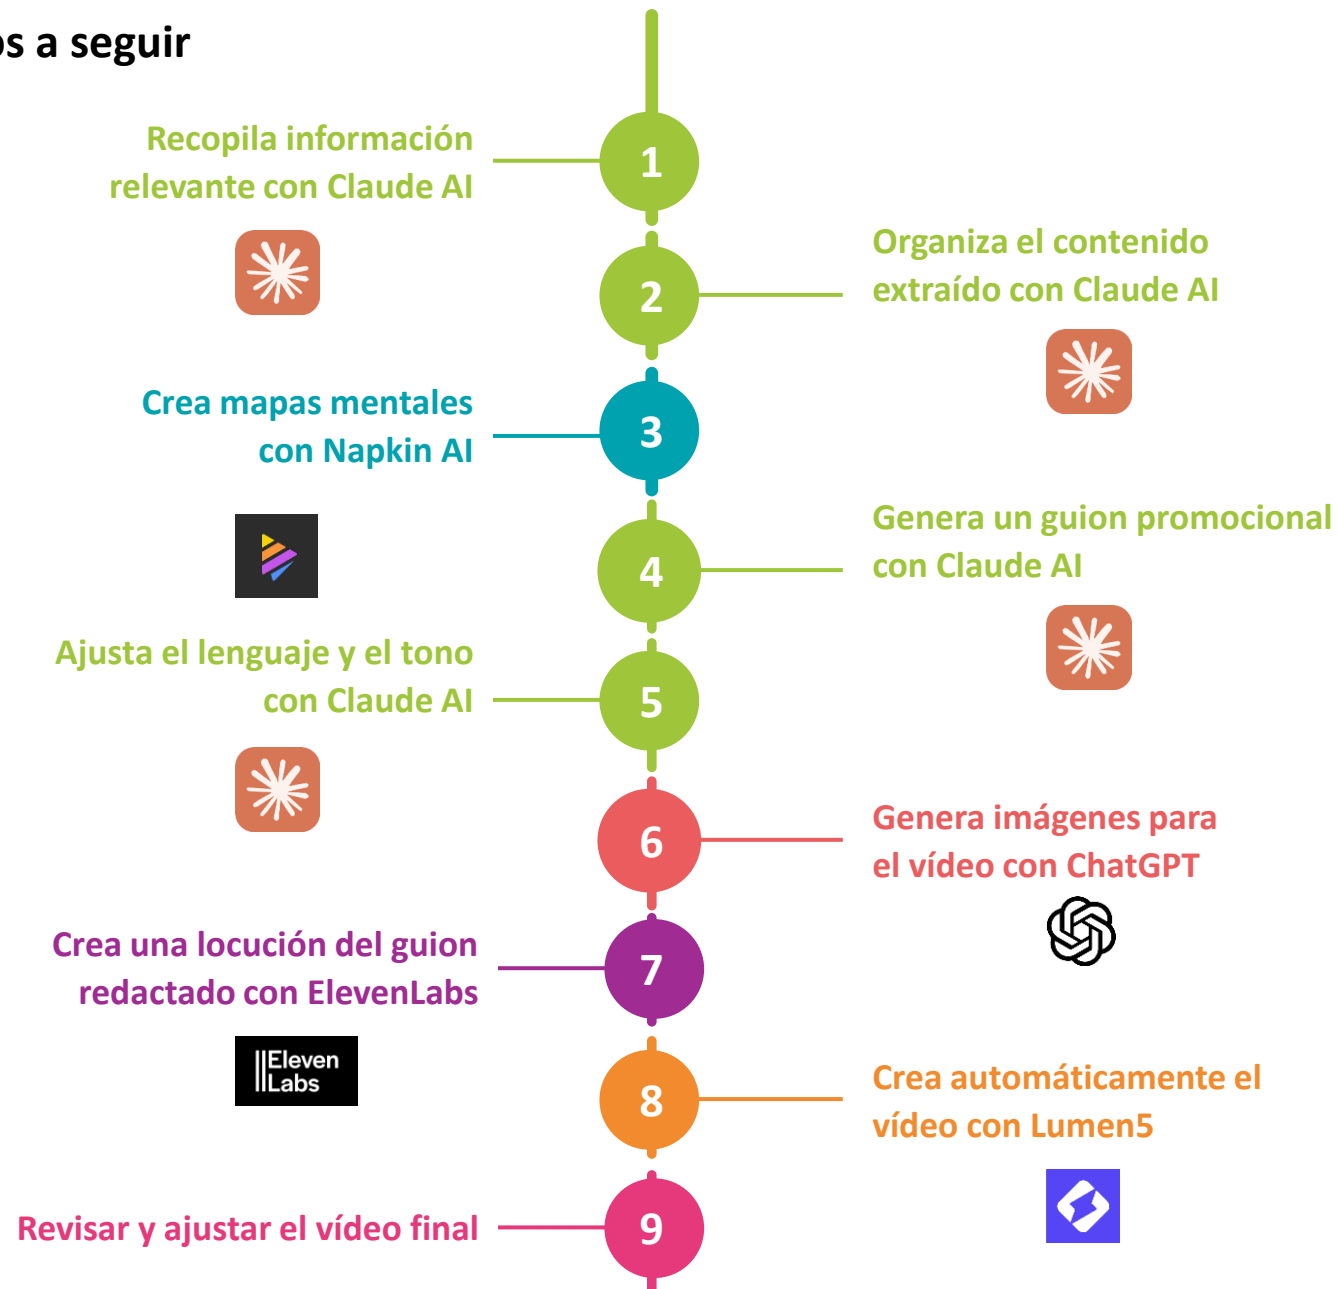 os a seguir
Recopila información
relevante con Claude AI
1
Organiza el contenido
extraído con Claude AI
2
Crea mapas mentales
con Napkin AI
3
Genera un guion promocional
con Claude AI
4
Ajusta el lenguaje y el tono
con Claude AI
5
Genera imágenes para
el vídeo con ChatGPT
6
Crea una locución del guion
redactado con ElevenLabs
7
Eleven
Labs
Crea automáticamente el
vídeo con Lumen5
8
Revisar y ajustar el vídeo final
9